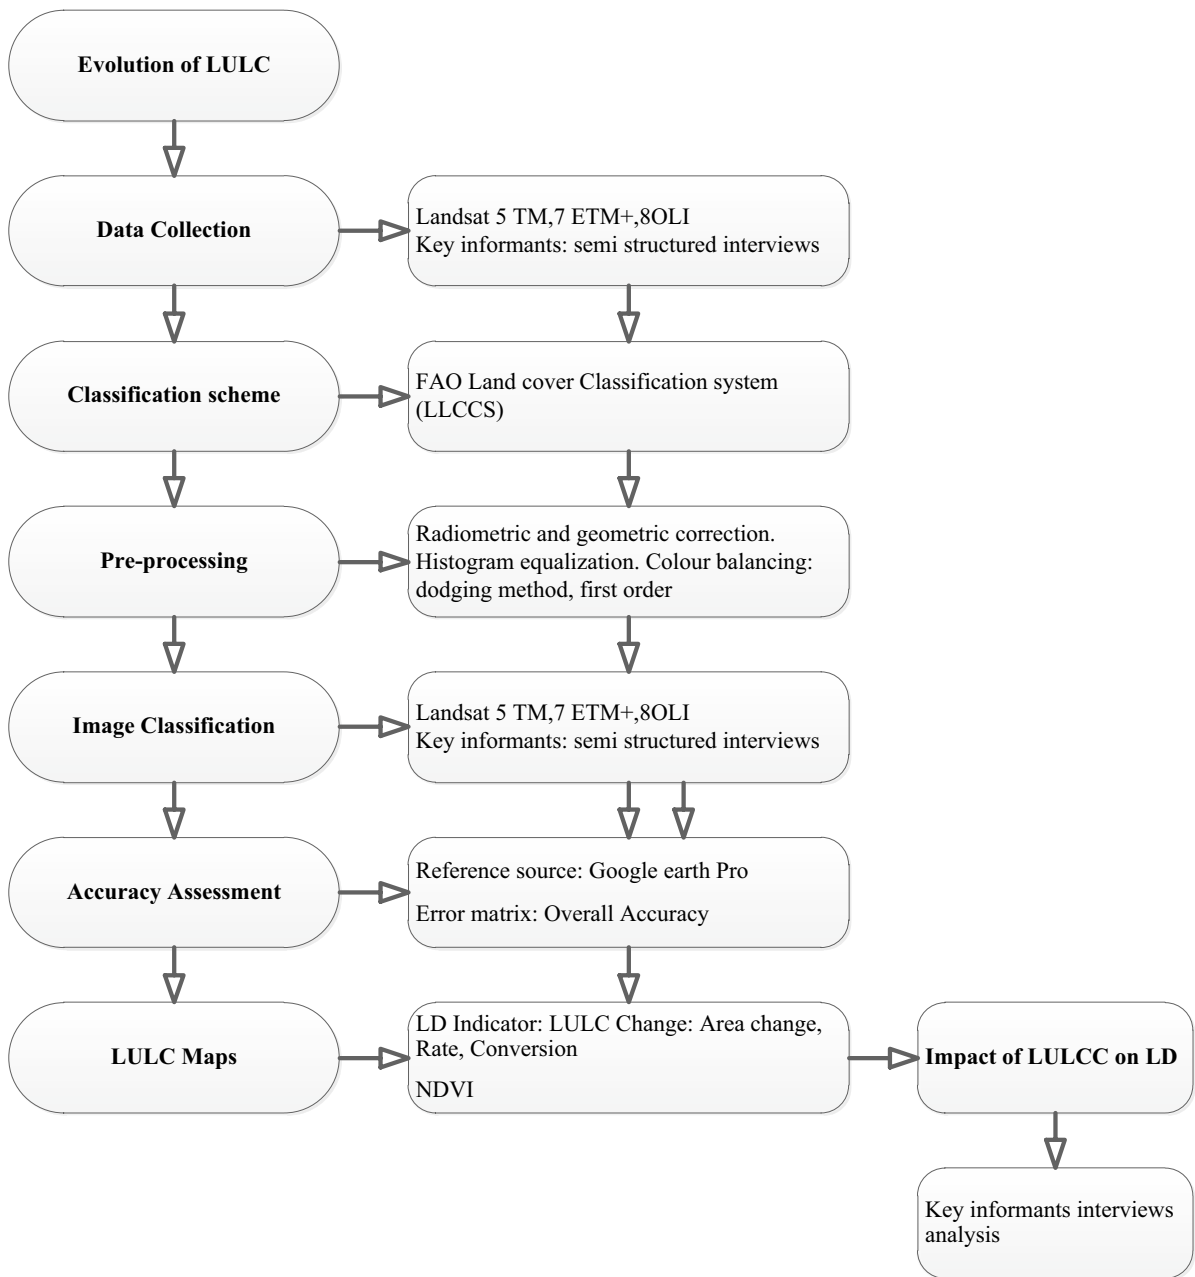 Evolution of LULC
Data Collection
Landsat 5 TM,7 ETM+,8OLI
Key informants: semi structured interviews
Classification scheme
FAO Land cover Classification system
(LLCCS)
Pre-processing
Radiometric and geometric correction.
Histogram equalization. Colour balancing:
dodging method, first order
Image Classification
Landsat 5 TM,7 ETM+,8OLI
Key informants: semi structured interviews
Accuracy Assessment
Reference source: Google earth Pro
Error matrix: Overall Accuracy
LULC Maps
LD Indicator: LULC Change: Area change,
Rate, Conversion
NDVI
Impact of LULCC on LD
Key informants interviews
analysis